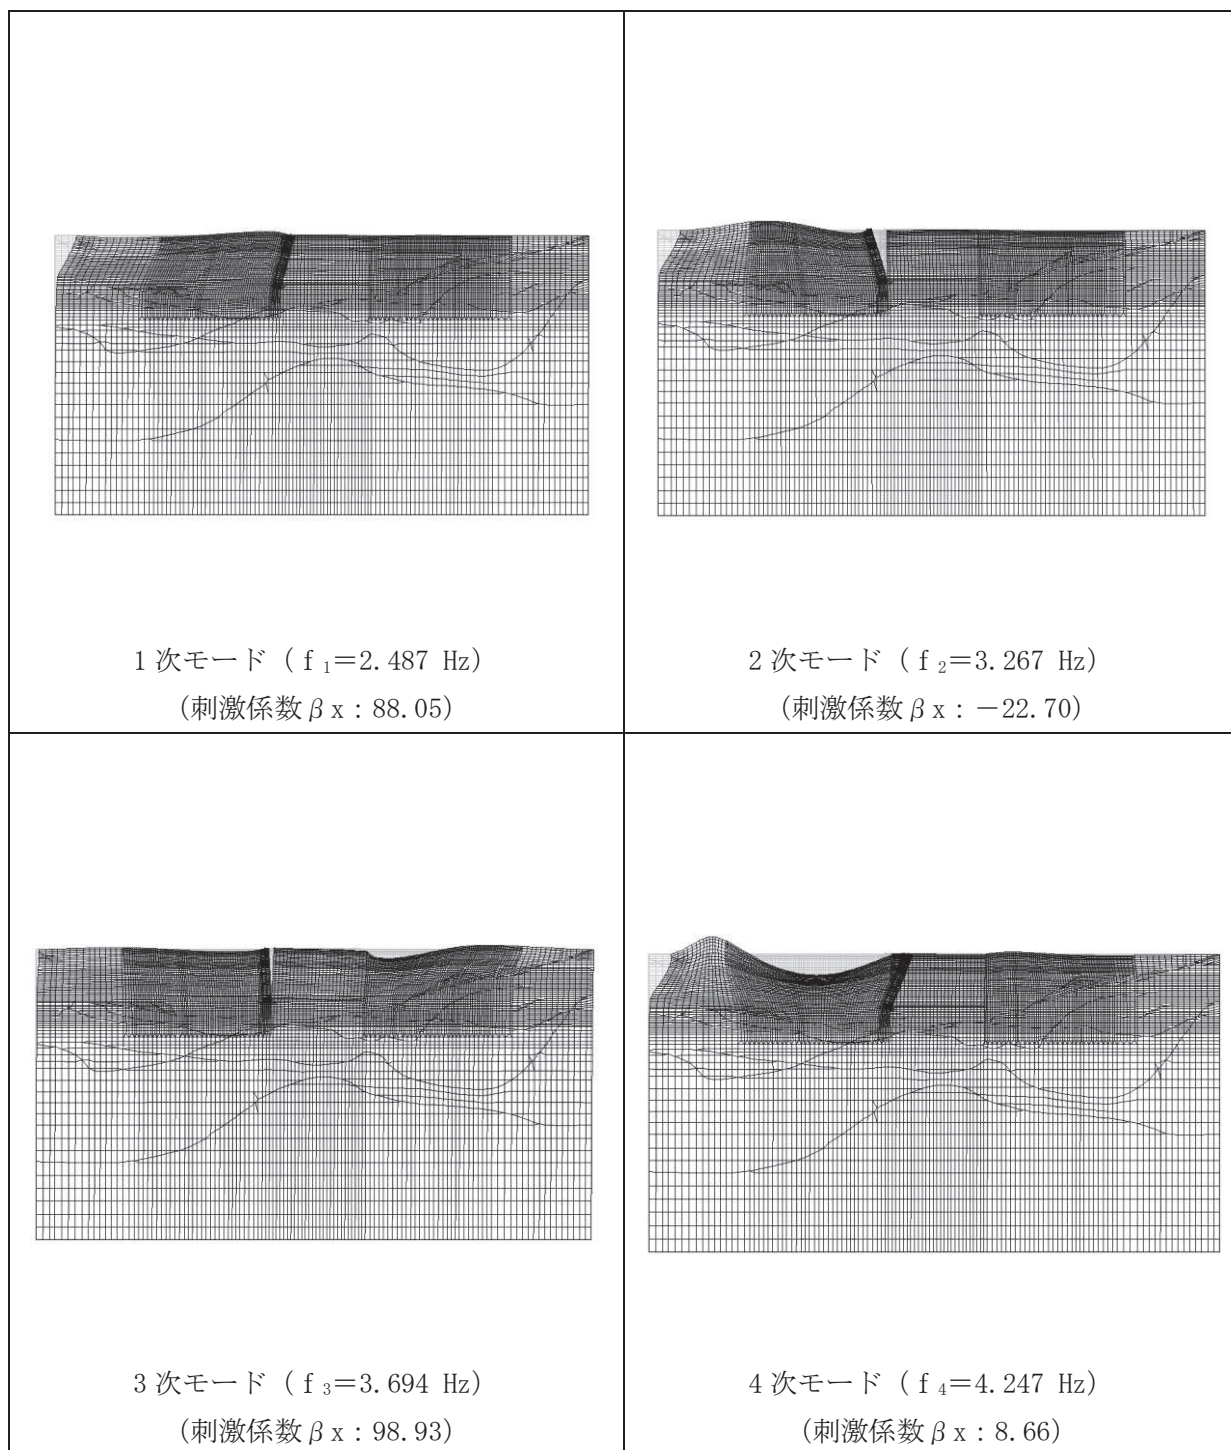 1次モード(f₁=2.487 Hz)
(刺激係数βx:88.05)
2次モード(f₂=3.267 Hz)
(刺激係数βx:-22.70)
3次モード(f₃=3.694 Hz)
(刺激係数βx:98.93)
4次モード(f₄=4.247 Hz)
(刺激係数βx:8.66)